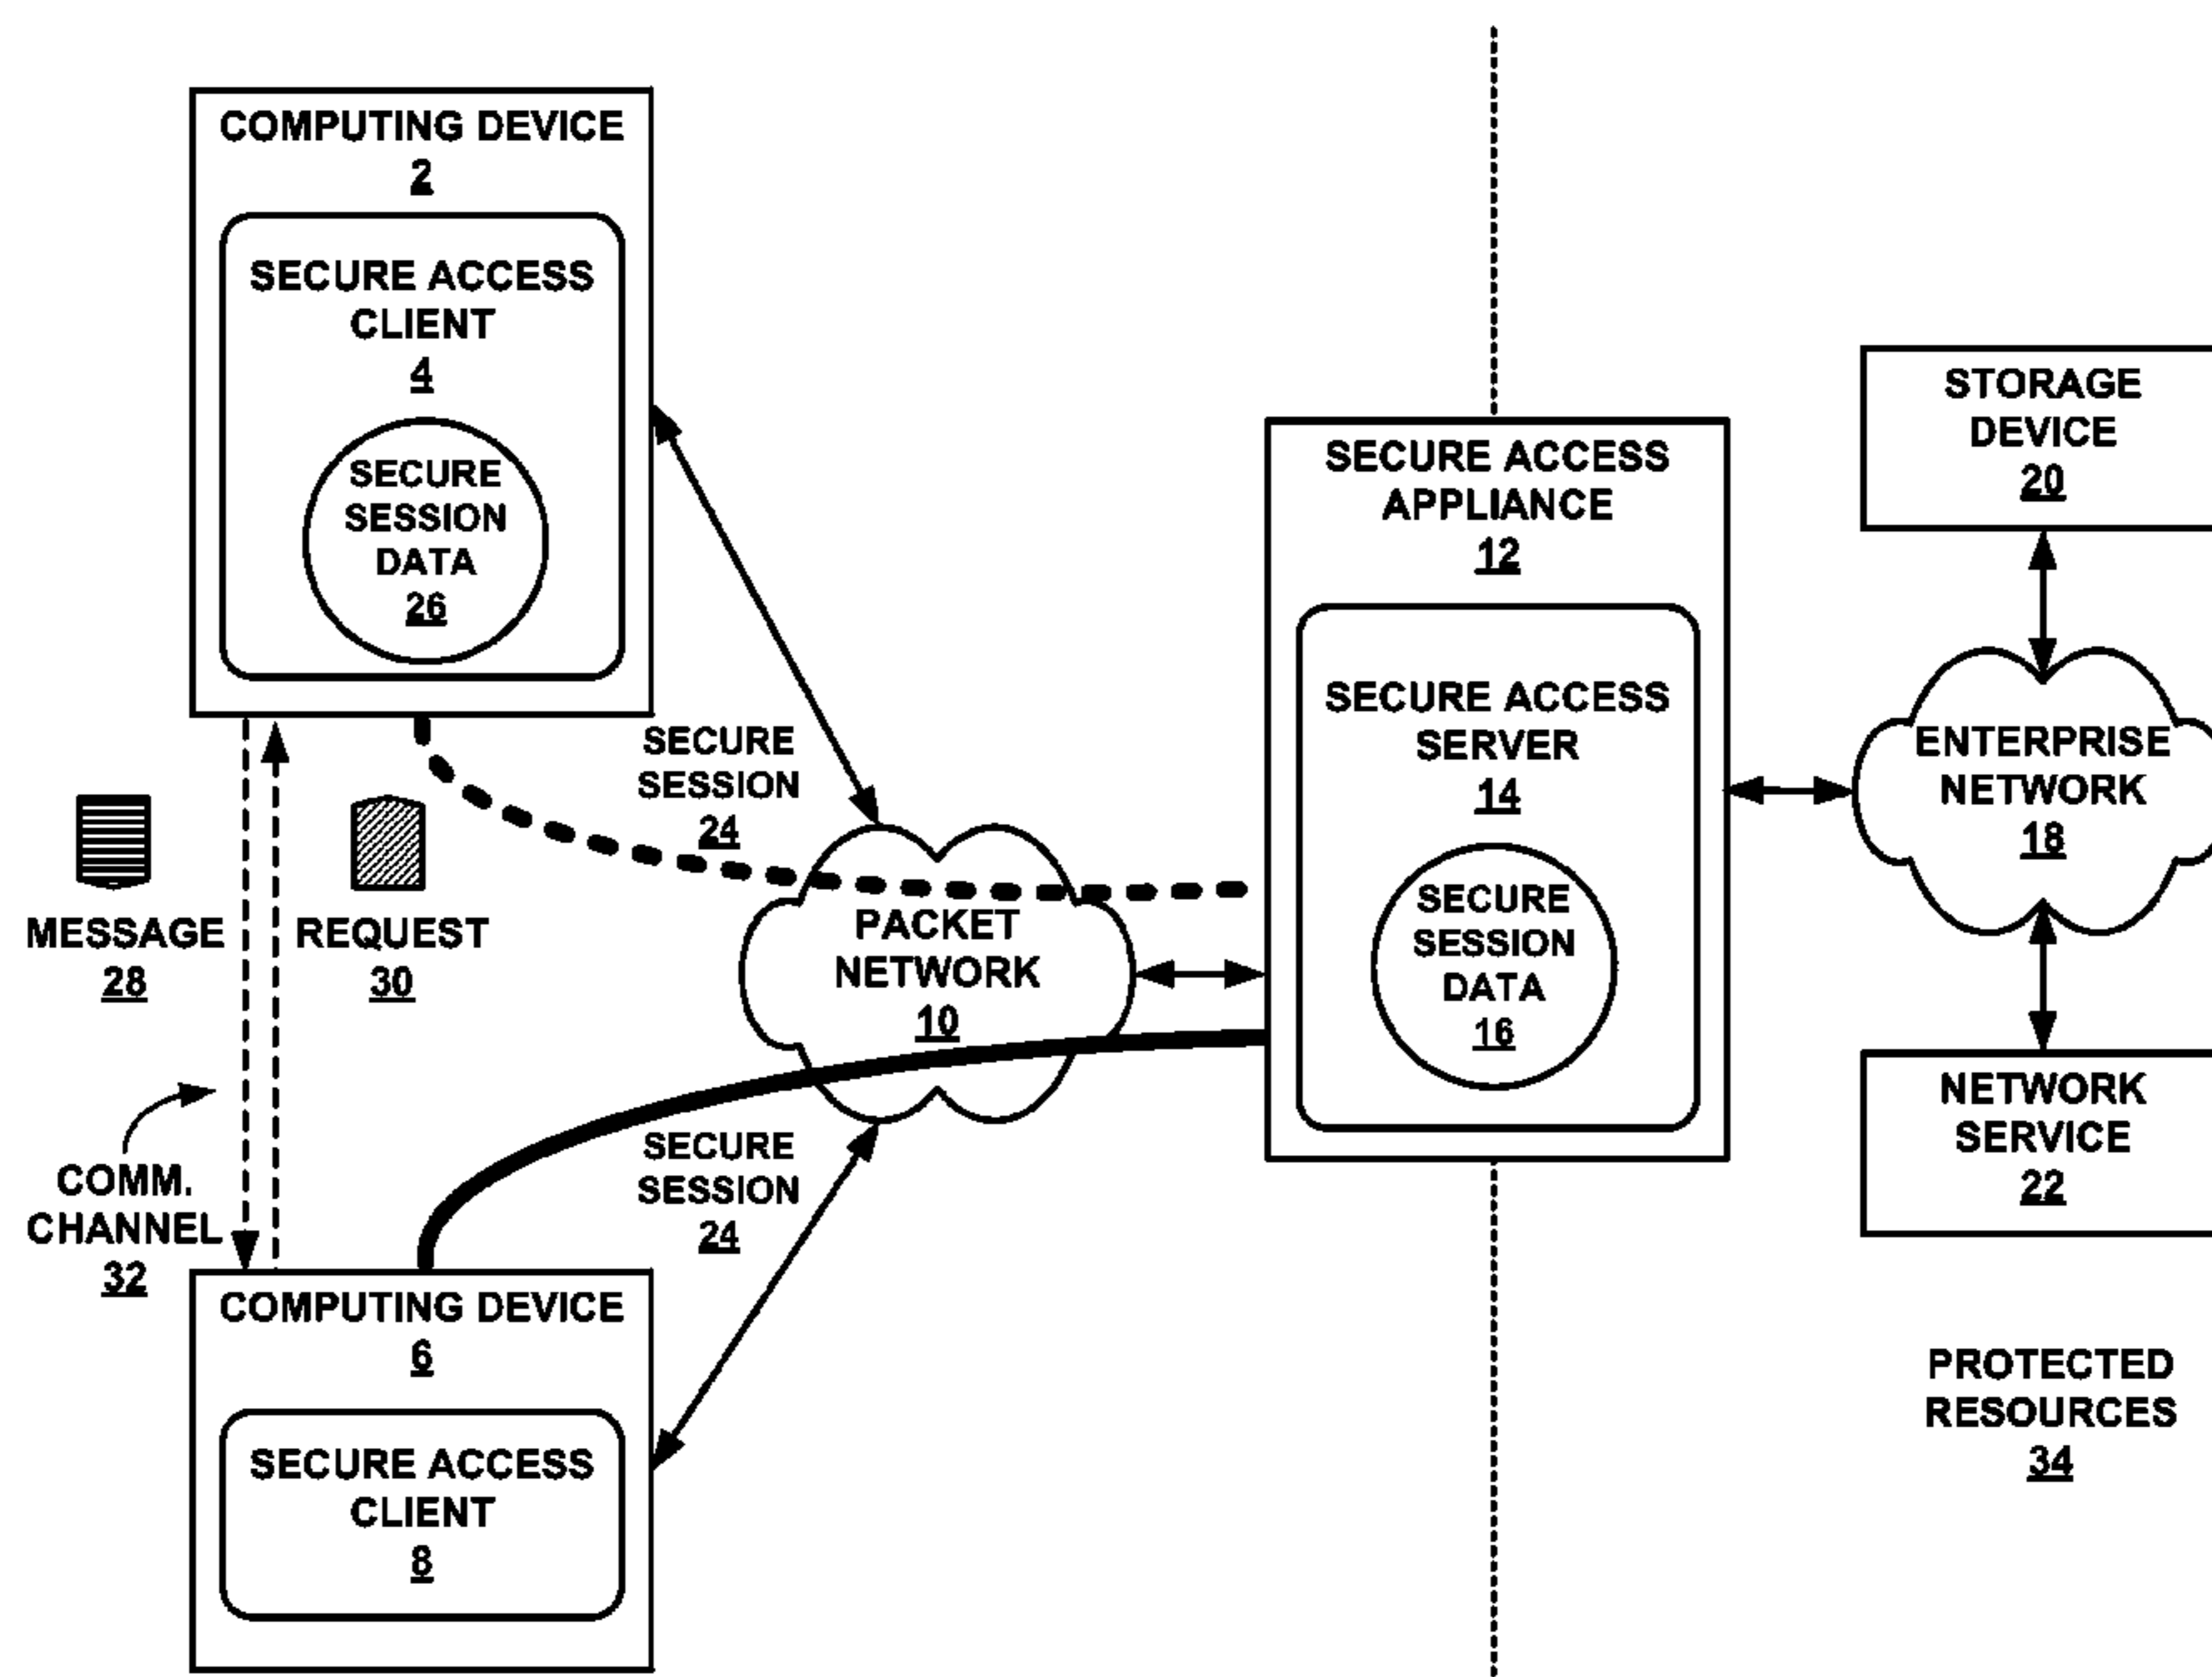 COMPUTING DEVICE
2
SECURE ACCESS
CLIENT
4
SECURE
SESSION
DATA
26
SECURE
SESSION
24
MESSAGE
28
REQUEST
30
COMM.
CHANNEL
32
COMPUTING DEVICE
6
SECURE ACCESS
CLIENT
8
PACKET
NETWORK
10
SECURE
SESSION
24
SECURE ACCESS
APPLIANCE
12
SECURE ACCESS
SERVER
14
SECURE
SESSION
DATA
16
STORAGE
DEVICE
20
ENTERPRISE
NETWORK
18
NETWORK
SERVICE
22
PROTECTED
RESOURCES
34